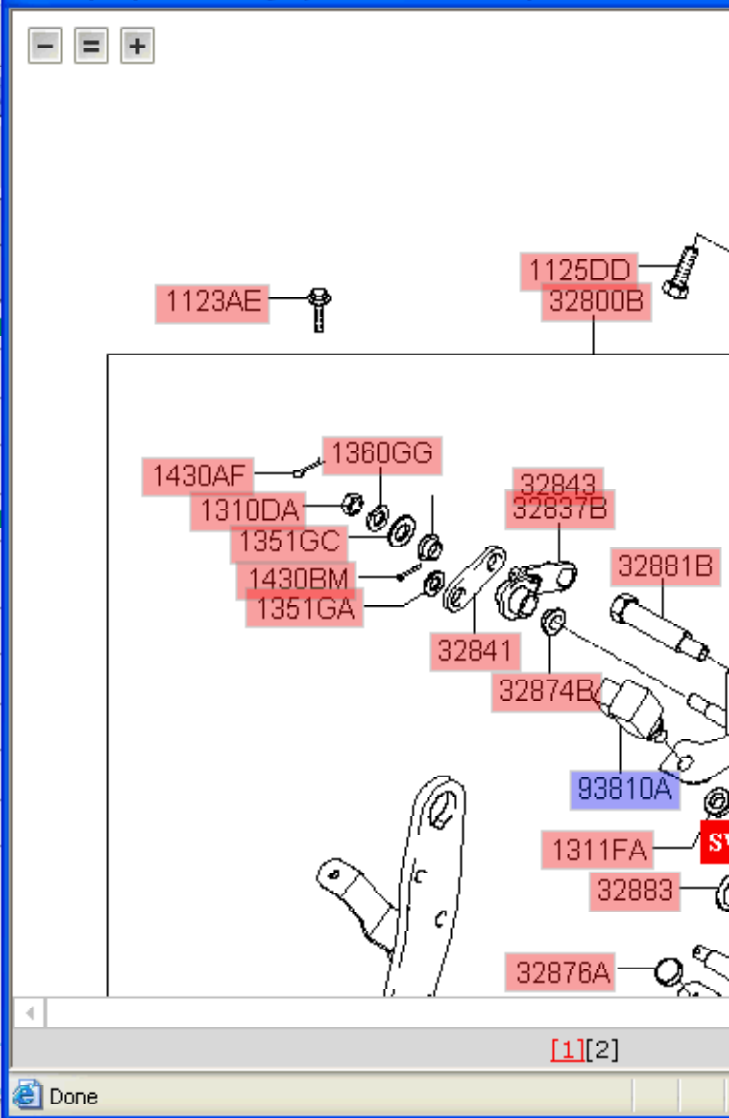 - = +
1125DD
1123AE
32800B
1360GG
1430AF
32843
1310DA
32837B
1351GC
32881B
1430BM
1351GA
32841
32874B
93810A
1311FA
32883
32876A
[1][2]
Done